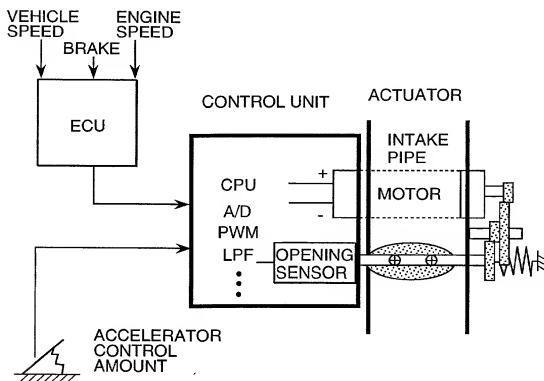 VEHICLE
SPEED
ENGINE
SPEED
BRAKE
ECU
CONTROL UNIT
ACTUATOR
INTAKE
PIPE
CPU
+
-
MOTOR
A/D
PWM
LPF
OPENING
SENSOR
ACCELERATOR
CONTROL
AMOUNT